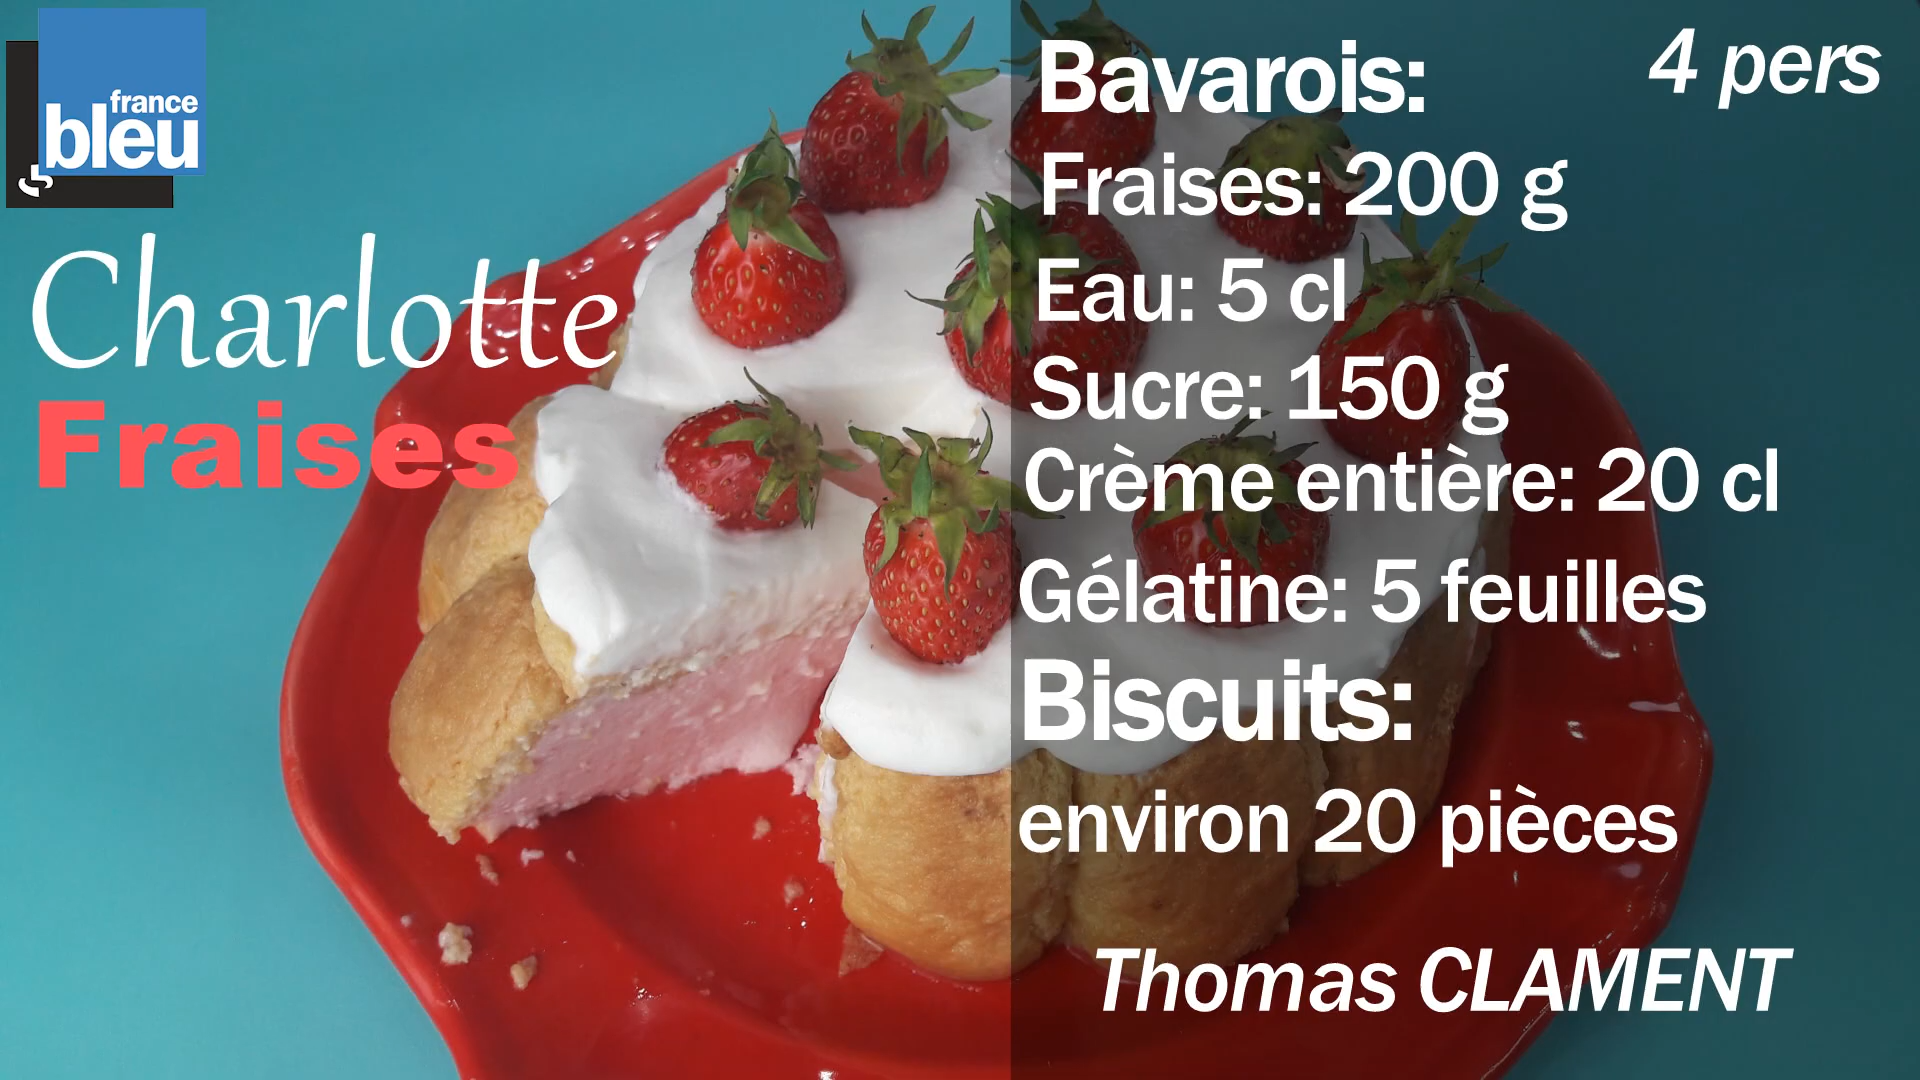 france
bleu
Charlotte
Fraises
4 pers
Bavarois:
Fraises: 200 g
Eau: 5 cl
Sucre: 150 g
Crème entière: 20 cl
Gélatine: 5 feuilles
Biscuits:
environ 20 pièces
Thomas CLAMENT